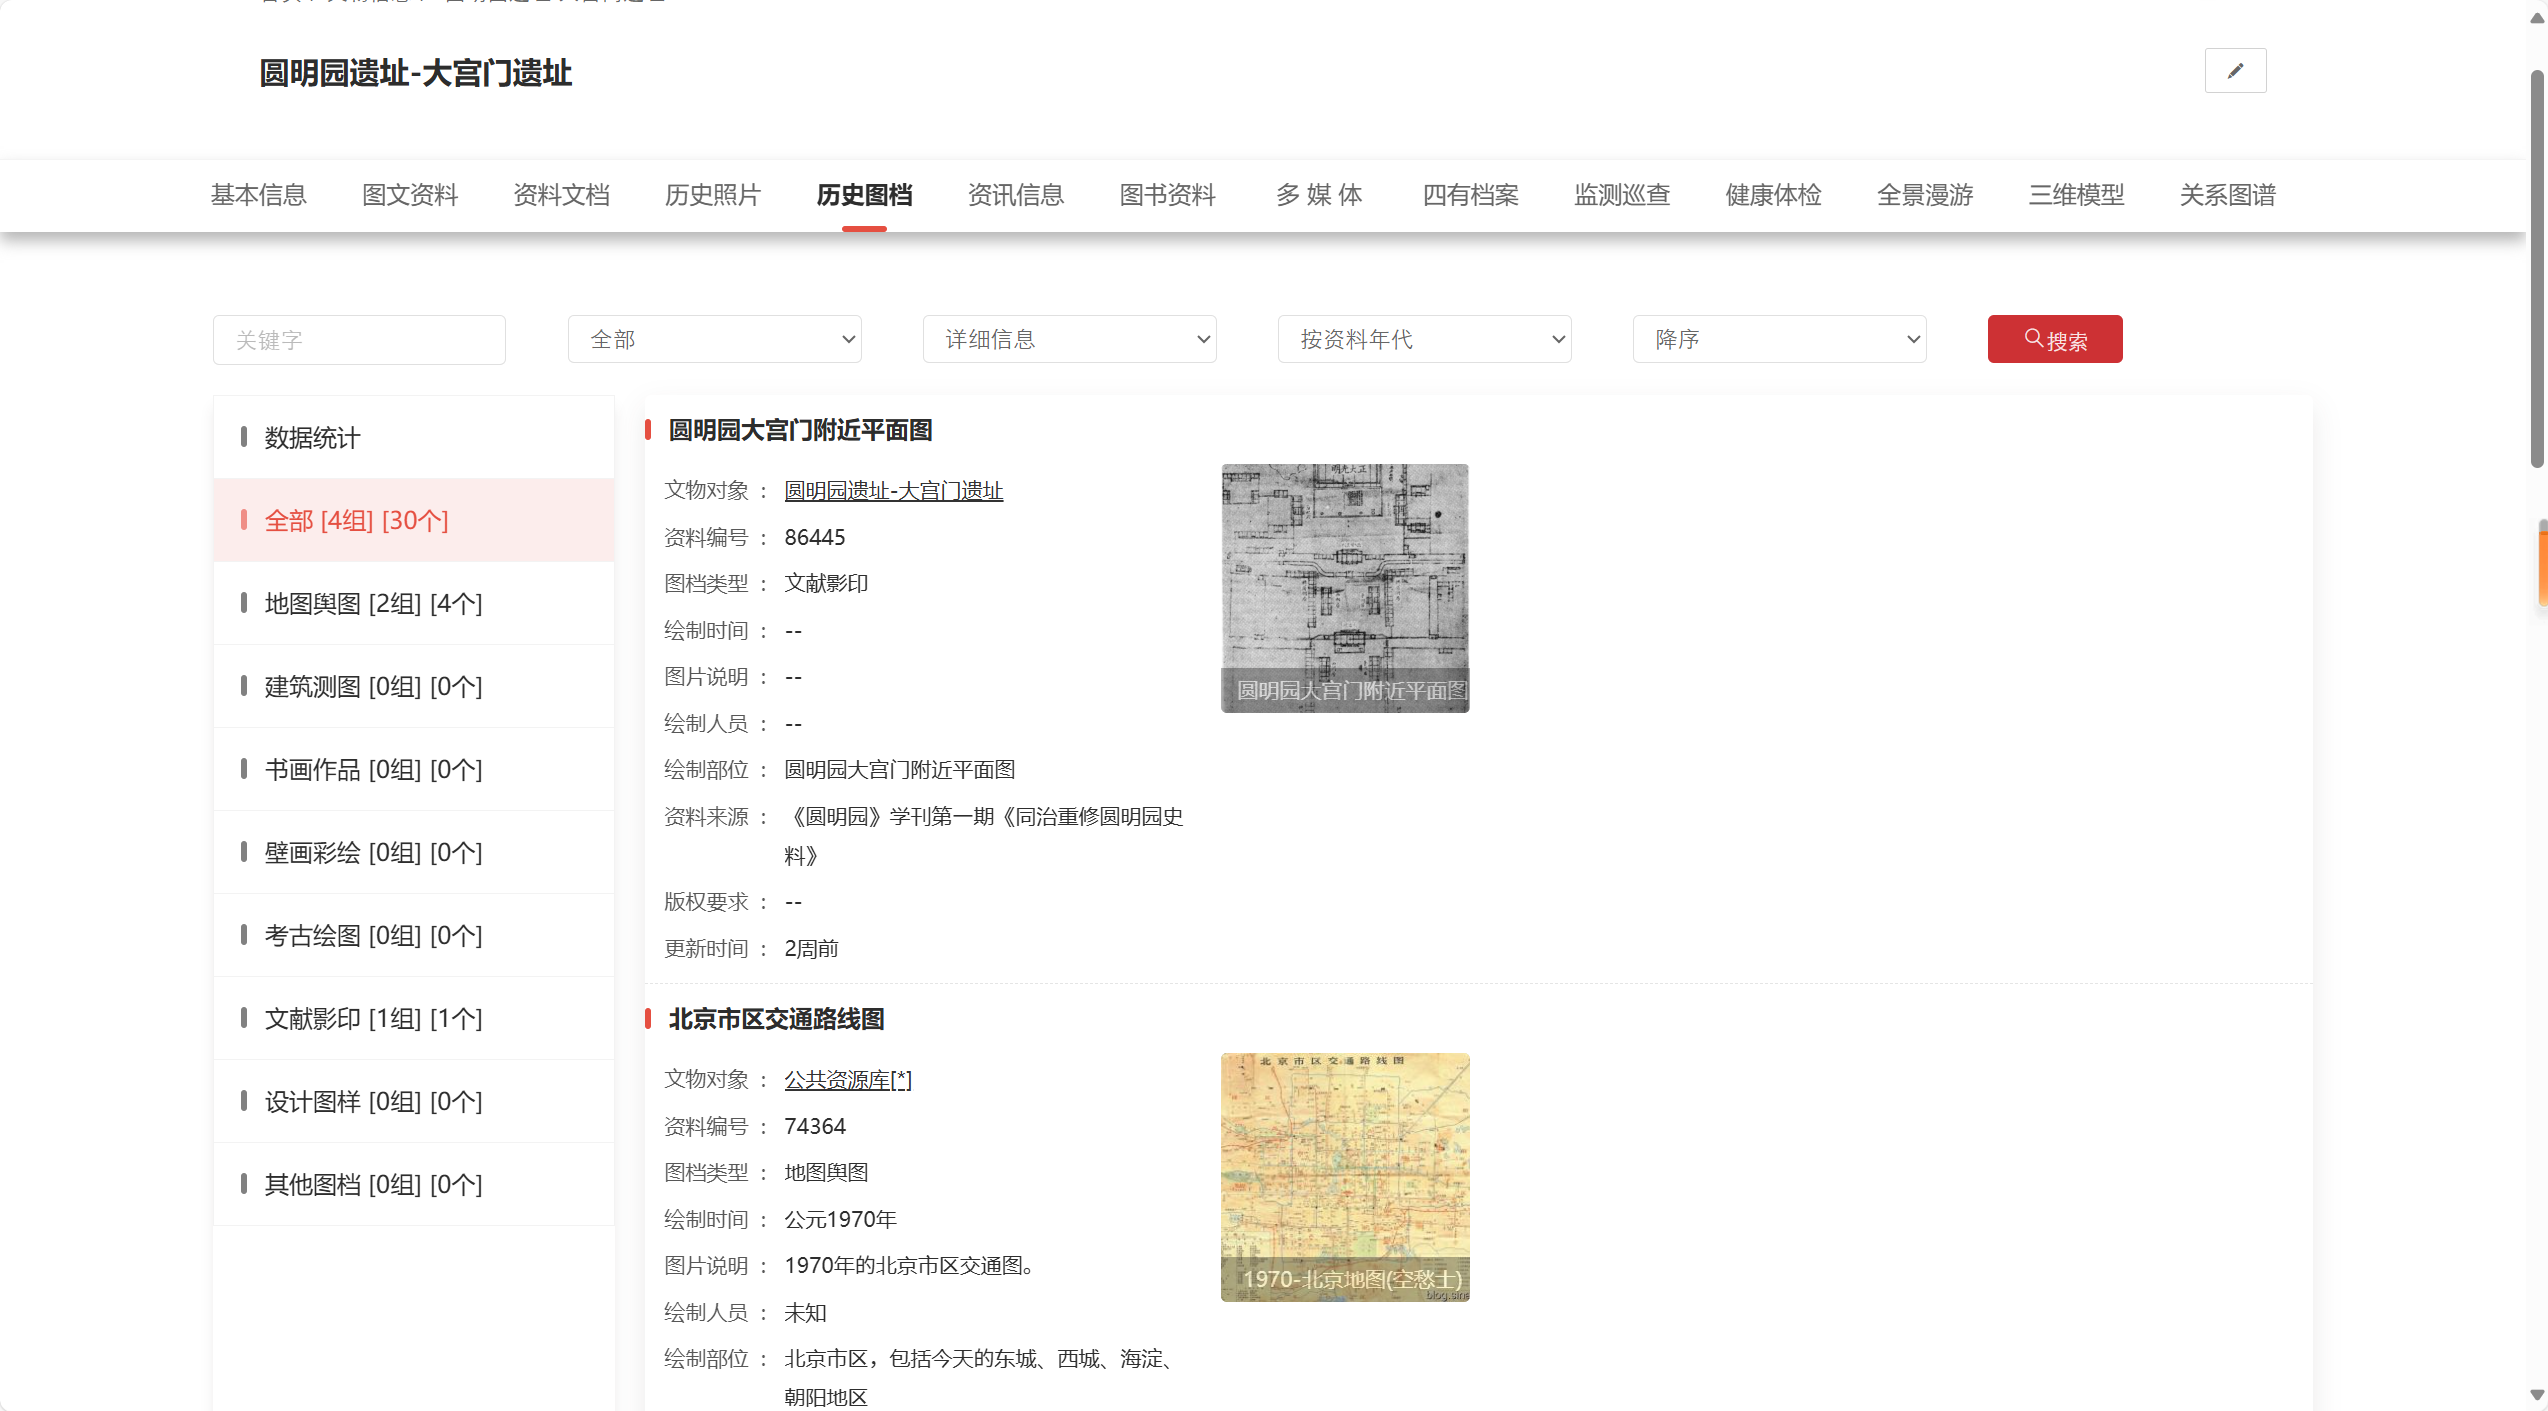 圆明园遗址-大宫门遗址
基本信息 图文资料 资料文档 历史照片 历史图档 资讯信息 图书资料 多 媒 体 四有档案 监测巡查 健康体检 全景漫游 三维模型 关系图谱
关键字 全部 详细信息 按资料年代 降序 搜索
数据统计
全部 [4组] [30个]
地图舆图 [2组] [4个]
建筑测图 [0组] [0个]
书画作品 [0组] [0个]
壁画彩绘 [0组] [0个]
考古绘图 [0组] [0个]
文献影印 [1组] [1个]
设计图样 [0组] [0个]
其他图档 [0组] [0个]
圆明园大宫门附近平面图
文物对象 ： 圆明园遗址-大宫门遗址
资料编号 ： 86445
图档类型 ： 文献影印
绘制时间 ： --
图片说明 ： --
绘制人员 ： --
绘制部位 ： 圆明园大宫门附近平面图
资料来源 ： 《圆明园》学刊第一期《同治重修圆明园史
料》
版权要求 ： --
更新时间 ： 2周前
明光大正
圆明园大宫门附近平面图
北京市区交通路线图
文物对象 ： 公共资源库[*]
资料编号 ： 74364
图档类型 ： 地图舆图
绘制时间 ： 公元1970年
图片说明 ： 1970年的北京市区交通图。
绘制人员 ： 未知
绘制部位 ： 北京市区，包括今天的东城、西城、海淀、
朝阳地区
北京市区交通路线图
1970-北京地图(空愁士)
blog.sina